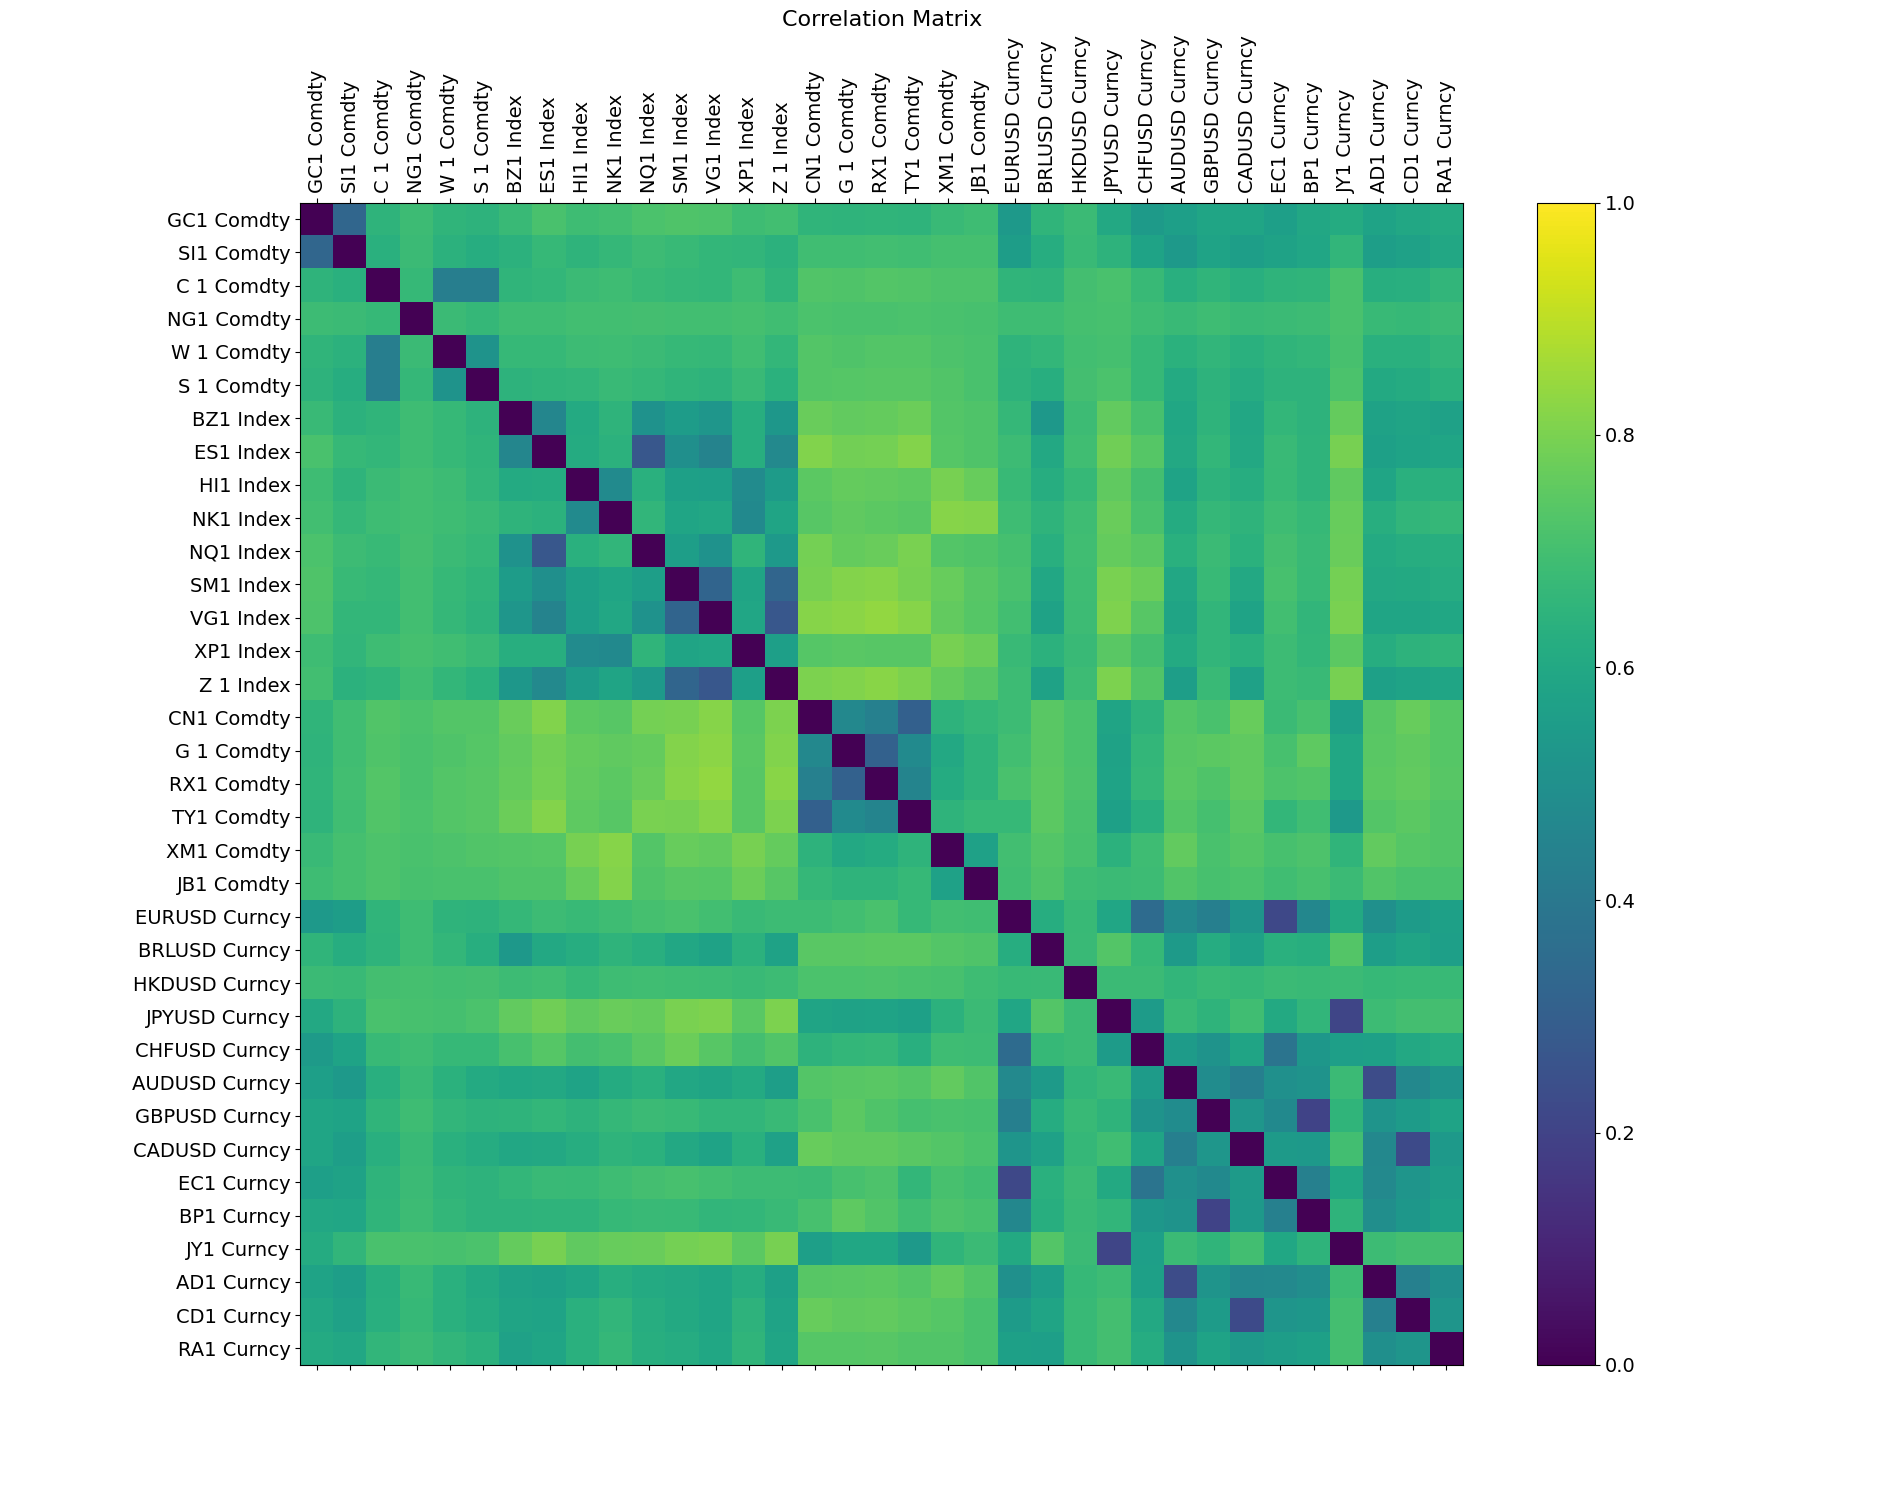 Correlation Matrix
GC1 Comdty
SI1 Comdty
C 1 Comdty
NG1 Comdty
W 1 Comdty
S 1 Comdty
BZ1 Index
ES1 Index
HI1 Index
NK1 Index
NQ1 Index
SM1 Index
VG1 Index
XP1 Index
Z 1 Index
CN1 Comdty
G 1 Comdty
RX1 Comdty
TY1 Comdty
XM1 Comdty
JB1 Comdty
EURUSD Curncy
BRLUSD Curncy
HKDUSD Curncy
JPYUSD Curncy
CHFUSD Curncy
AUDUSD Curncy
GBPUSD Curncy
CADUSD Curncy
EC1 Curncy
BP1 Curncy
JY1 Curncy
AD1 Curncy
CD1 Curncy
RA1 Curncy
GC1 Comdty
SI1 Comdty
C 1 Comdty
NG1 Comdty
W 1 Comdty
S 1 Comdty
BZ1 Index
ES1 Index
HI1 Index
NK1 Index
NQ1 Index
SM1 Index
VG1 Index
XP1 Index
Z 1 Index
CN1 Comdty
G 1 Comdty
RX1 Comdty
TY1 Comdty
XM1 Comdty
JB1 Comdty
EURUSD Curncy
BRLUSD Curncy
HKDUSD Curncy
JPYUSD Curncy
CHFUSD Curncy
AUDUSD Curncy
GBPUSD Curncy
CADUSD Curncy
EC1 Curncy
BP1 Curncy
JY1 Curncy
AD1 Curncy
CD1 Curncy
RA1 Curncy
1.0
0.8
0.6
0.4
0.2
0.0